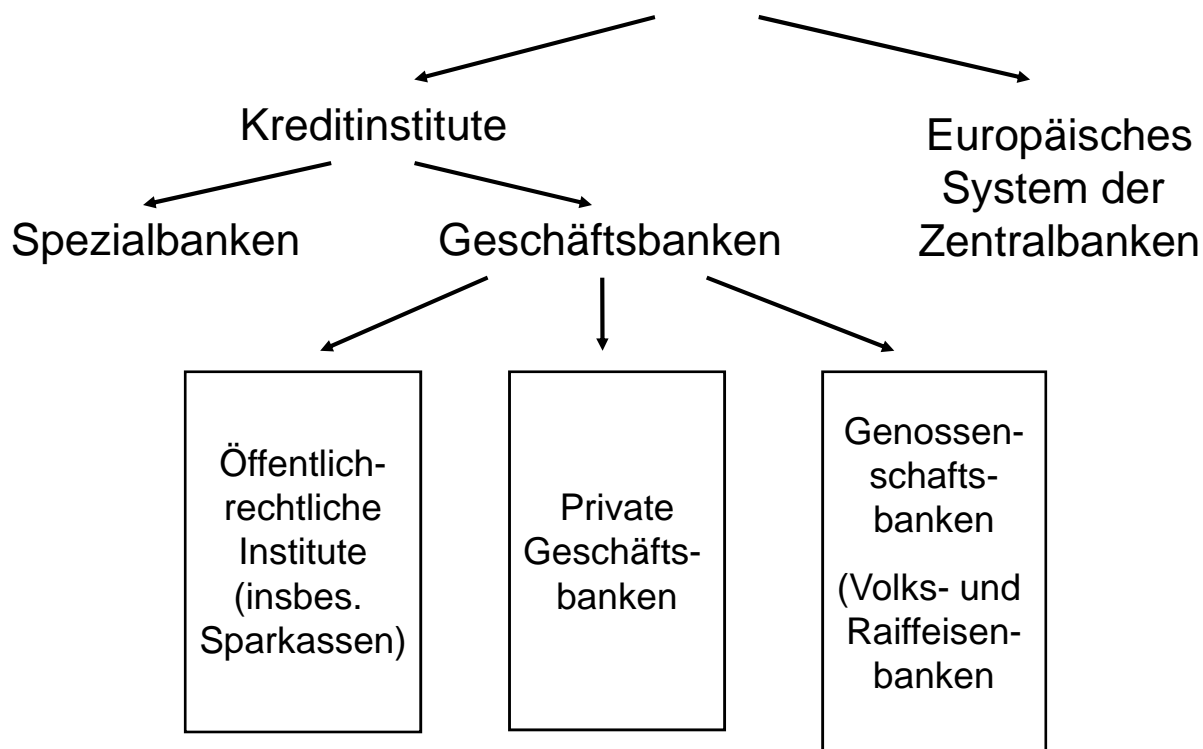 Kreditinstitute
Europäisches
System der
Zentralbanken
Spezialbanken
Geschäftsbanken
Öffentlich-
rechtliche
Institute
(insbes.
Sparkassen)
Private
Geschäfts-
banken
Genossen-
schafts-
banken
(Volks- und
Raiffeisen-
banken